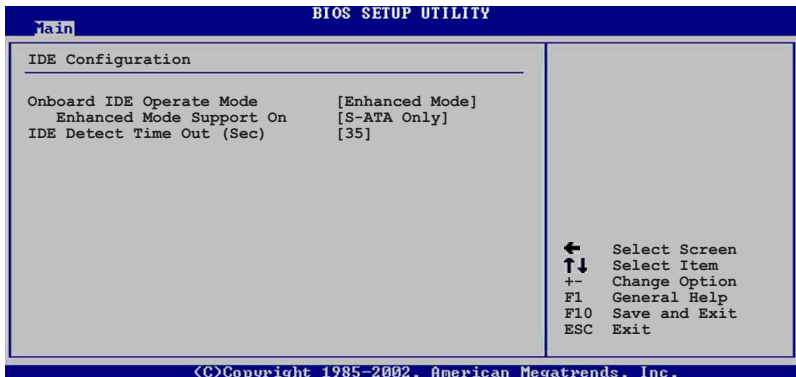 BIOS SETUP UTILITY
Main
IDE Configuration
Onboard IDE Operate Mode [Enhanced Mode]
Enhanced Mode Support On [S-ATA Only]
IDE Detect Time Out (Sec) [35]
← Select Screen
↑↓ Select Item
+- Change Option
F1 General Help
F10 Save and Exit
ESC Exit
(C)Copyright 1985-2002, American Megatrends, Inc.